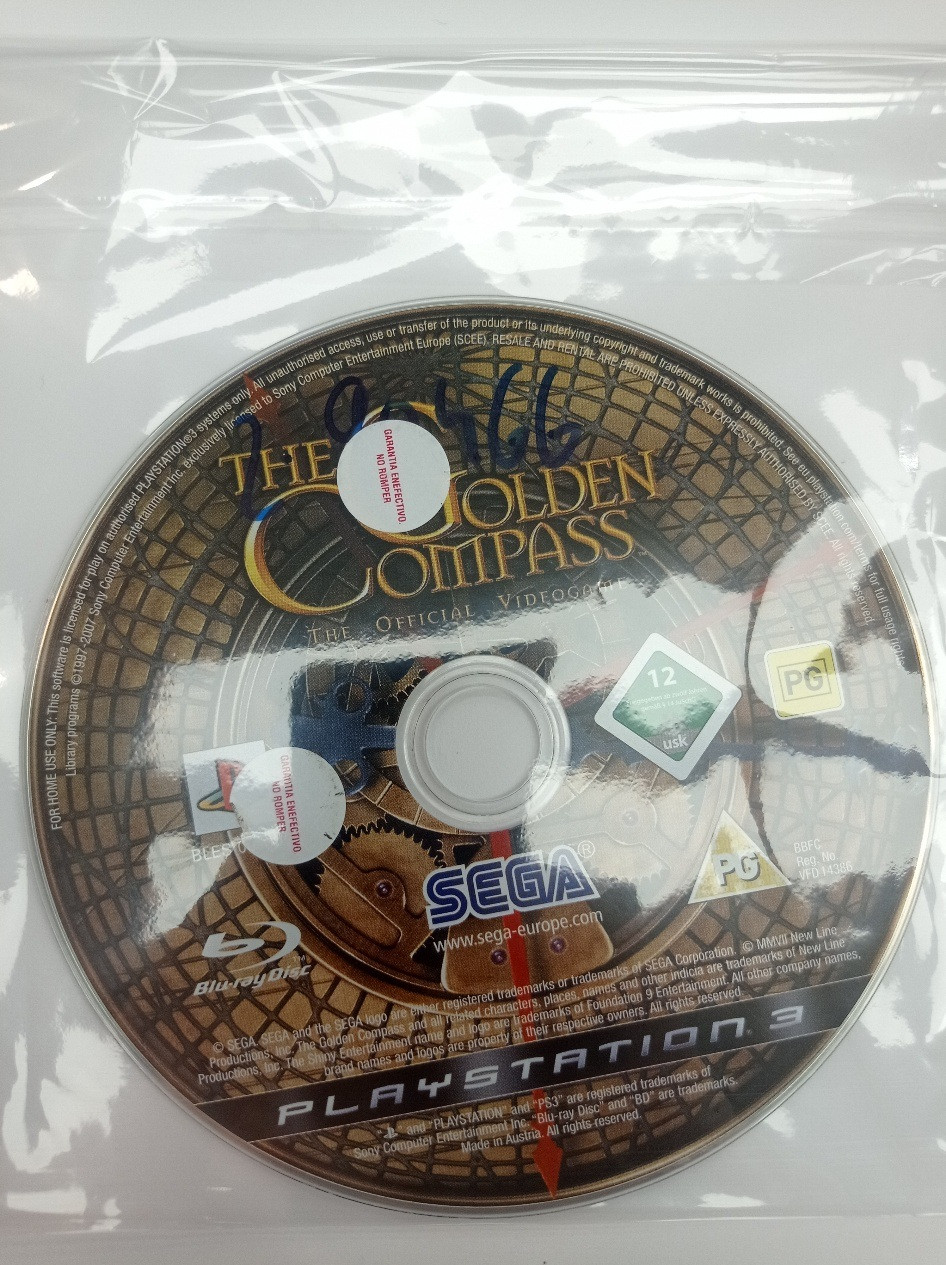 FOR HOME USE ONLY. This software is licensed for play on authorised PLAYSTATION®3 systems only. All unauthorised access, use or transfer of the product or its underlying copyright and trademark works is prohibited. See eu.playstation.com/terms for full usage rights.
Library programs ©1997-2007 Sony Computer Entertainment Inc. exclusively licensed to Sony Computer Entertainment Europe (SCEE). RESALE AND RENTAL ARE PROHIBITED UNLESS EXPRESSLY AUTHORISED BY SCEE. All rights reserved.
466
THE GOLDEN
COMPASS™
THE OFFICIAL VIDEOGAME
GARANTIA ENEFECTIVO.
NO ROMPER
12
usk
PG
GARANTIA ENEFECTIVO
NO ROMPER
BLES
SEGA®
www.sega-europe.com
PG
BBFC
Reg. No
VFD14386
Blu-ray Disc™
© SEGA. SEGA and the SEGA logo are either registered trademarks or trademarks of SEGA Corporation. © MMVII New Line
Productions, Inc. The Golden Compass and all related characters, places, names and other indicia are trademarks of New Line
Productions, Inc. The Shiny Entertainment name and logo are trademarks of Foundation 9 Entertainment. All other company names,
brand names and logos are property of their respective owners. All rights reserved.
PLAYSTATION®3
and "PLAYSTATION" and "PS3" are registered trademarks of
Sony Computer Entertainment Inc. "Blu-ray Disc" and "BD" are trademarks.
Made in Austria. All rights reserved.